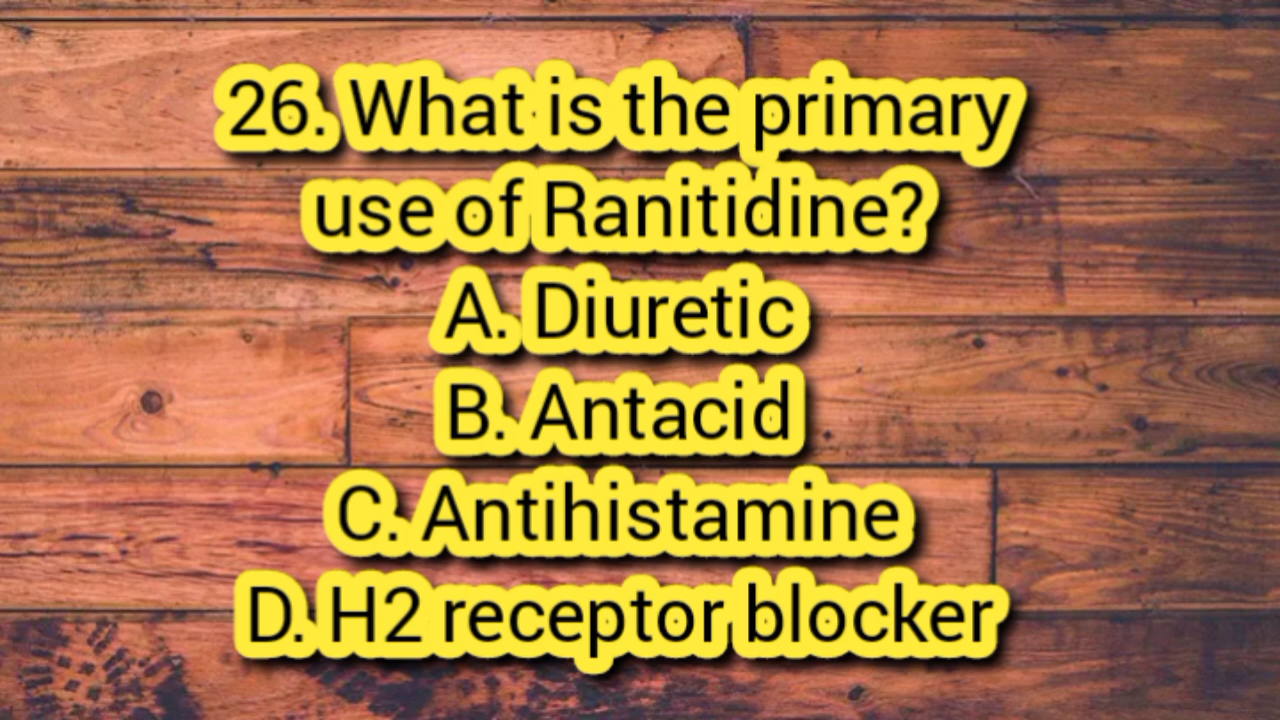 26. What is the primary
use of Ranitidine?
A. Diuretic
B. Antacid
C. Antihistamine
D. H2 receptor blocker